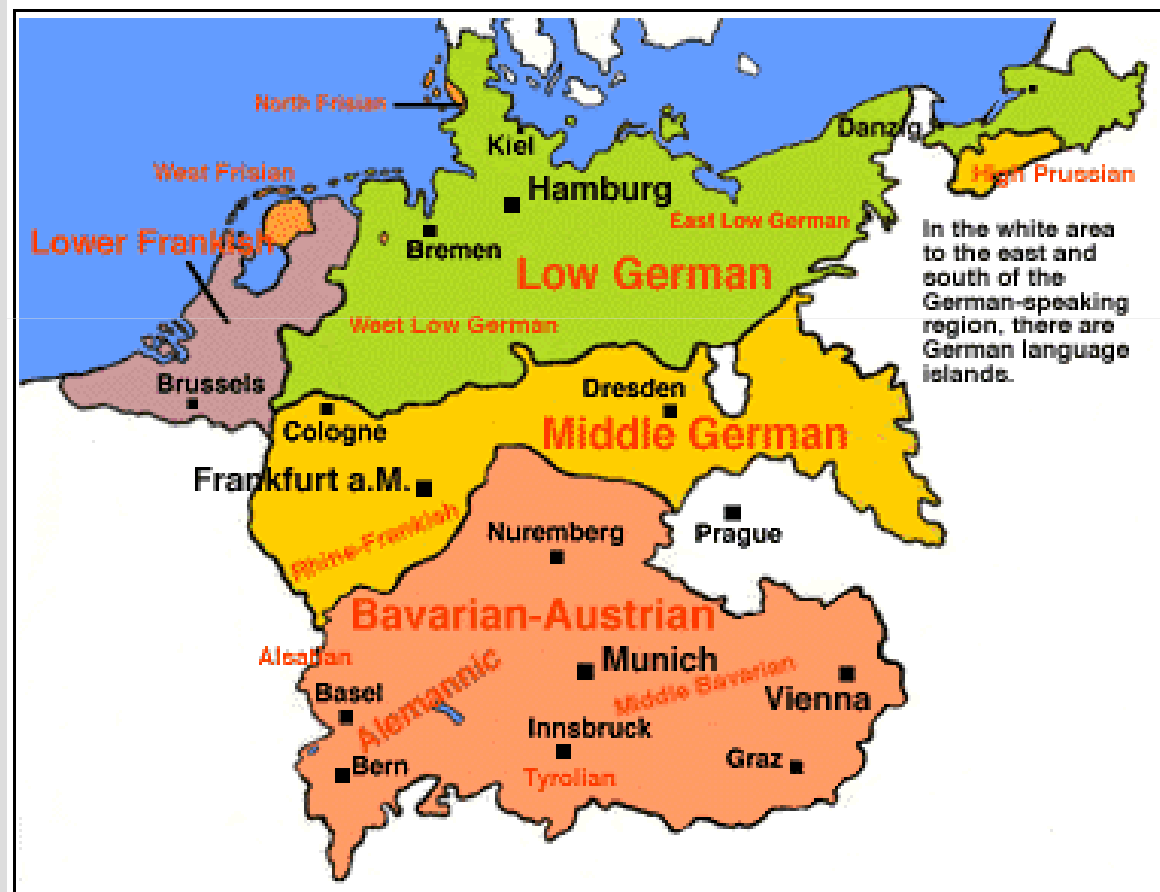 North Frisian
Danzig
Kiel
West Frisian
High Prussian
Hamburg
East Low German
Lower Frankish
Bremen
In the white area
to the east and
south of the
German-speaking
region, there are
German language
islands.
Low German
West Low German
Brussels
Dresden
Cologne
Middle German
Frankfurt a.M.
Rhine-Frankish
Nuremberg
Prague
Bavarian-Austrian
Alsatian
Munich
Alemannic
Middle Bavarian
Basel
Vienna
Innsbruck
Bern
Graz
Tyrolian